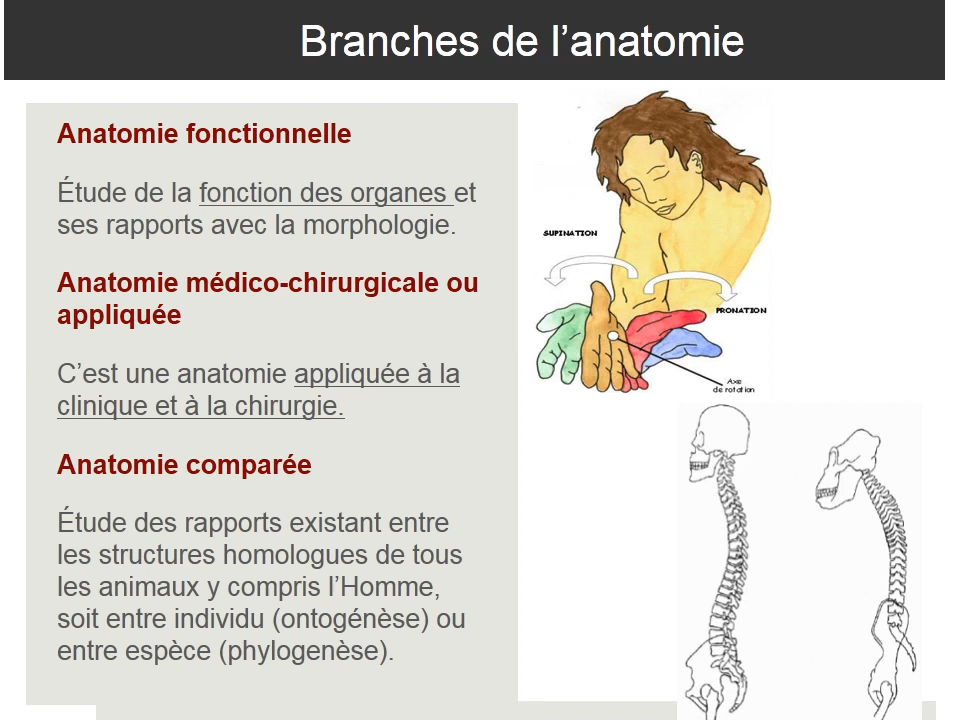 Branches de l’anatomie
Anatomie fonctionnelle
Étude de la fonction des organes et
ses rapports avec la morphologie.
Anatomie médico-chirurgicale ou
appliquée
C’est une anatomie appliquée à la
clinique et à la chirurgie.
Anatomie comparée
Étude des rapports existant entre
les structures homologues de tous
les animaux y compris l’Homme,
soit entre individu (ontogénèse) ou
entre espèce (phylogenèse).
SUPINATION
PRONATION
Axe
de rotation